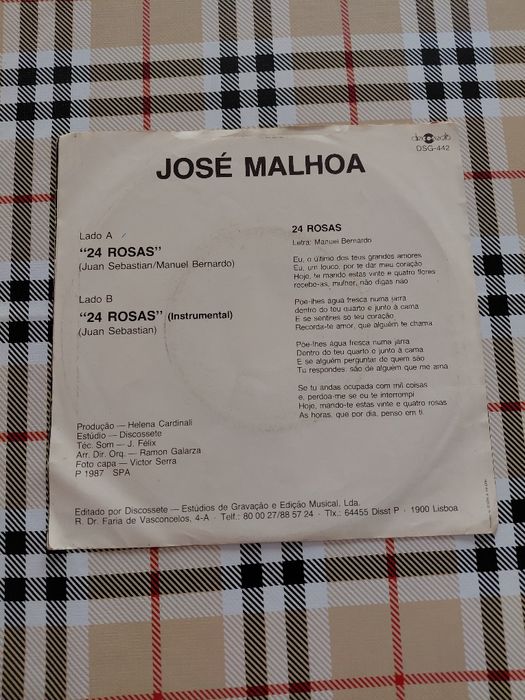 discossete
DSG-442
JOSÉ MALHOA
Lado A
"24 ROSAS"
(Juan Sebastian/Manuel Bernardo)
Lado B
"24 ROSAS" (Instrumental)
(Juan Sebastian)
24 ROSAS
Letra: Manuel Bernardo
Eu, o último dos teus grandes amores
Eu, um louco, por te dar meu coração
Hoje, te mando estas vinte e quatro flores
recebe-as, mulher, não digas não
Põe-lhes água fresca numa jarra
dentro do teu quarto e junto à cama
E se sentires só teu coração
Recorda-te amor, que alguém te chama
Põe-lhes água fresca numa jarra
Dentro do teu quarto e junto à cama
E se alguém perguntar de quem são
Tu respondes: são de alguém que me ama
Se tu andas ocupada com mil coisas
e, perdoa-me se eu te interrompi
Hoje, mando-te estas vinte e quatro rosas
As horas, que por dia, penso em ti.
Produção — Helena Cardinali
Estúdio — Discossete
Téc. Som — J. Félix
Arr. Dir. Orq. — Ramon Galarza
Foto capa — Victor Serra
P 1987 SPA
Editado por Discossete — Estúdios de Gravação e Edição Musical, Lda.
R. Dr. Faria de Vasconcelos, 4-A · Telf.: 80 00 27/88 57 24 · Tlx.: 64455 Disst P · 1900 Lisboa